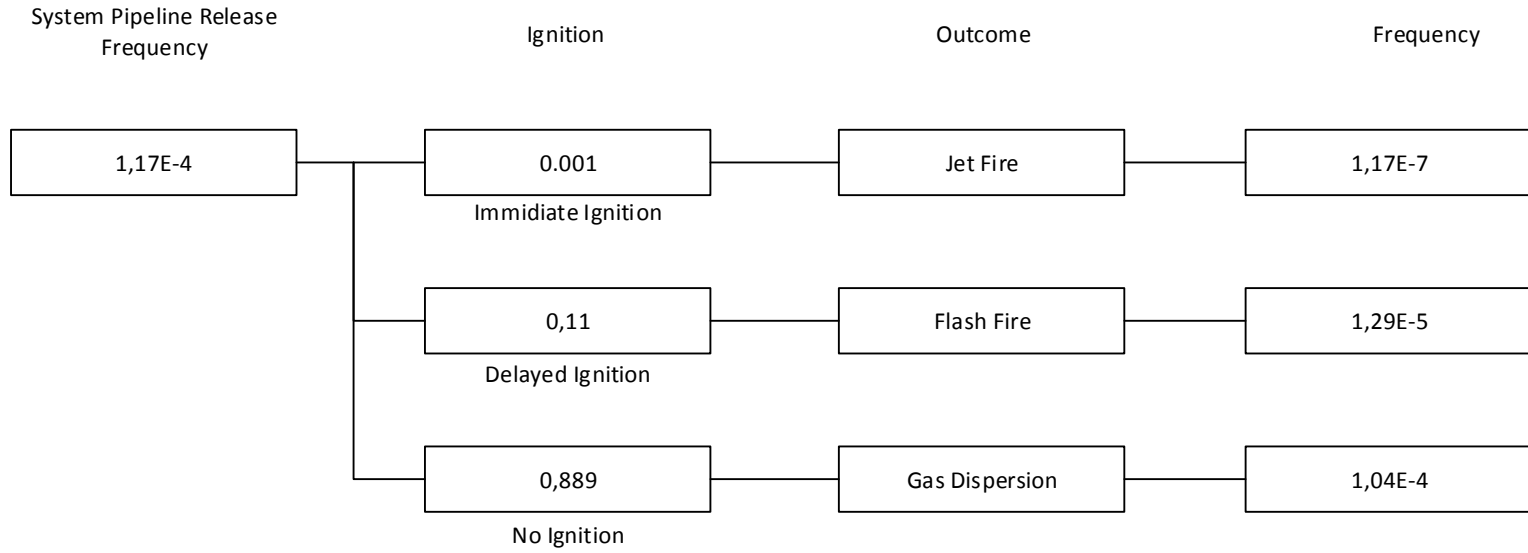 System Pipeline Release
Frequency
Ignition
Outcome
Frequency
1,17E-4
0.001
Jet Fire
1,17E-7
Immidiate Ignition
0,11
Flash Fire
1,29E-5
Delayed Ignition
0,889
Gas Dispersion
1,04E-4
No Ignition